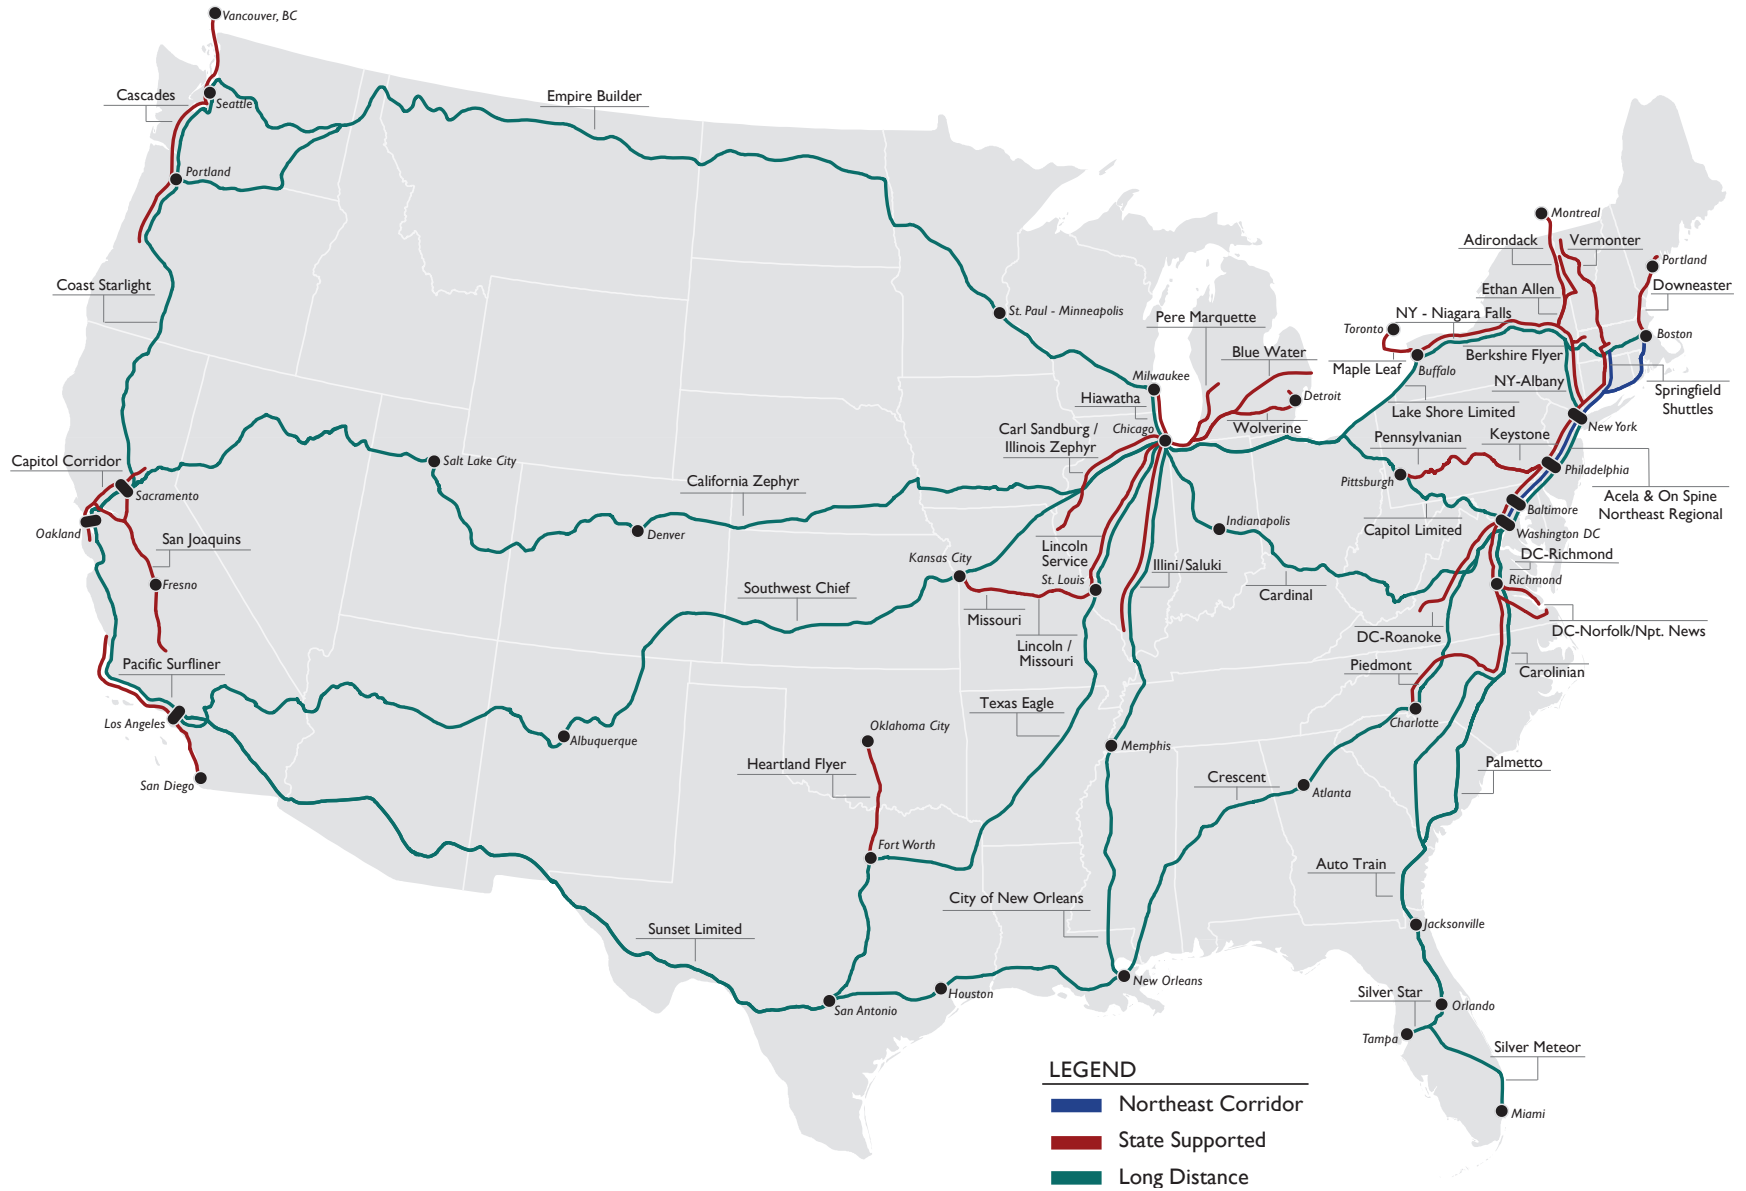 Vancouver, BC
Cascades
Seattle
Empire Builder
Portland
Coast Starlight
St. Paul - Minneapolis
Montreal
Adirondack
Vermonter
Portland
Ethan Allen
Downeaster
NY - Niagara Falls
Toronto
Boston
Pere Marquette
Blue Water
Maple Leaf
Buffalo
Berkshire Flyer
NY-Albany
Springfield
Shuttles
Milwaukee
Hiawatha
Detroit
Wolverine
Chicago
Lake Shore Limited
New York
Carl Sandburg /
Illinois Zephyr
Pennsylvanian
Keystone
Philadelphia
Pittsburgh
Acela & On Spine
Northeast Regional
Capitol Corridor
Sacramento
Salt Lake City
California Zephyr
Baltimore
Capitol Limited
Washington DC
Oakland
San Joaquins
Denver
Indianapolis
DC-Richmond
Kansas City
Lincoln
Service
St. Louis
Illini/Saluki
Cardinal
Richmond
Fresno
Southwest Chief
Missouri
Lincoln /
Missouri
DC-Roanoke
DC-Norfolk/Npt. News
Pacific Surfliner
Piedmont
Carolinian
Los Angeles
Albuquerque
Oklahoma City
Texas Eagle
Charlotte
Memphis
San Diego
Heartland Flyer
Crescent
Atlanta
Palmetto
Fort Worth
Auto Train
City of New Orleans
Sunset Limited
Jacksonville
San Antonio
Houston
New Orleans
Silver Star
Orlando
Tampa
Silver Meteor
Miami
LEGEND
Northeast Corridor
State Supported
Long Distance